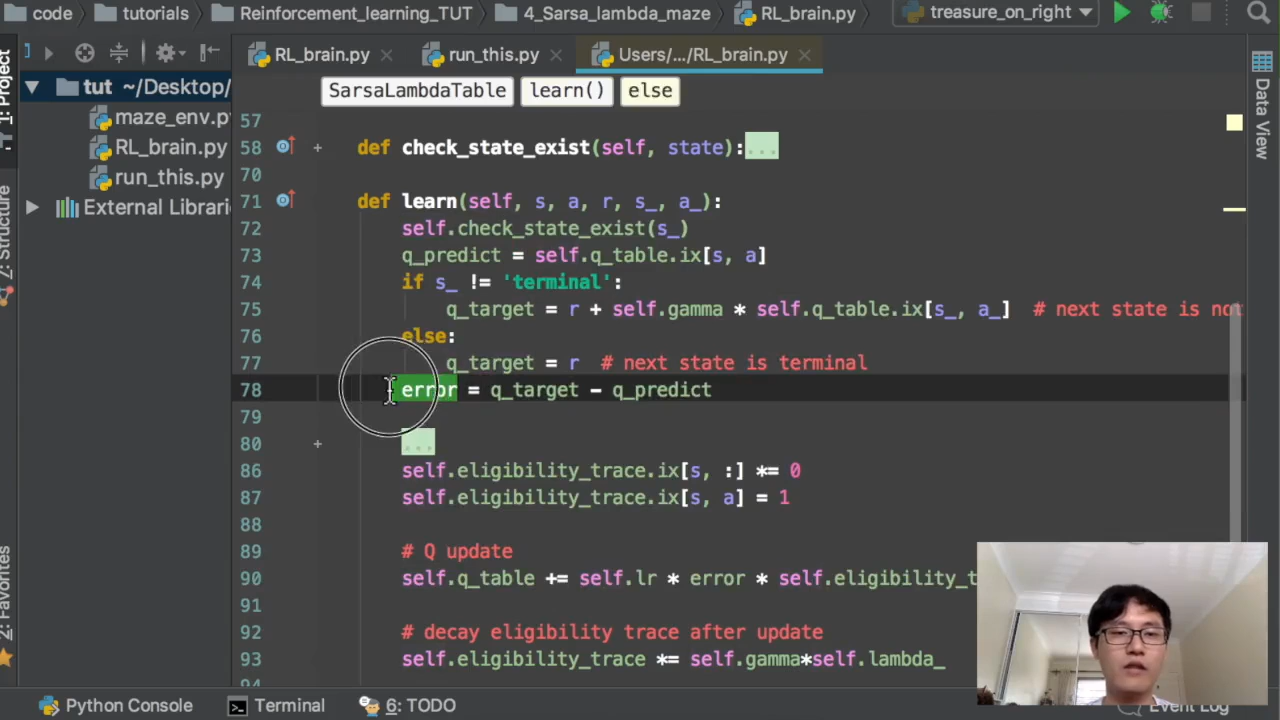 code tutorials Reinforcement_learning_TUT 4_Sarsa_lambda_maze RL_brain.py treasure_on_right
RL_brain.py run_this.py Users/.../RL_brain.py
1: Project
tut ~/Desktop/
maze_env.p
RL_brain.py
run_this.py
External Librari
7: Structure
2: Favorites
SarsaLambdaTable learn() else
57
58 def check_state_exist(self, state):...
70
71 def learn(self, s, a, r, s_, a_):
72 self.check_state_exist(s_)
73 q_predict = self.q_table.ix[s, a]
74 if s_ != 'terminal':
75 q_target = r + self.gamma * self.q_table.ix[s_, a_] # next state is not
76 else:
77 q_target = r # next state is terminal
78 error = q_target - q_predict
79
80 ...
86 self.eligibility_trace.ix[s, :] *= 0
87 self.eligibility_trace.ix[s, a] = 1
88
89 # Q update
90 self.q_table += self.lr * error * self.eligibility_t
91
92 # decay eligibility trace after update
93 self.eligibility_trace *= self.gamma*self.lambda_
94
Data View
Python Console Terminal 6: TODO Event Log